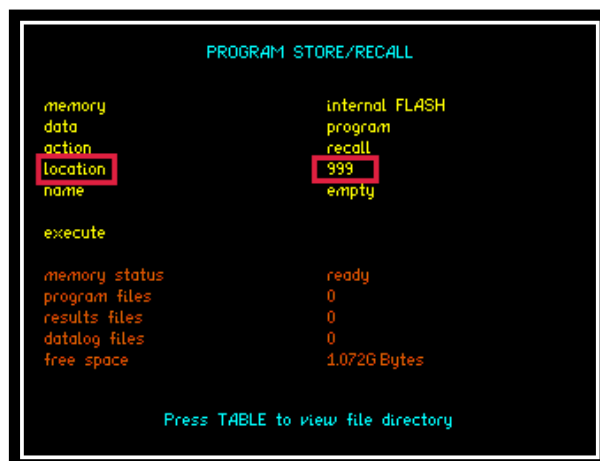 PROGRAM STORE/RECALL
memory internal FLASH
data program
action recall
location 999
name empty
execute
memory status ready
program files 0
results files 0
datalog files 0
free space 1.072G Bytes
Press TABLE to view file directory